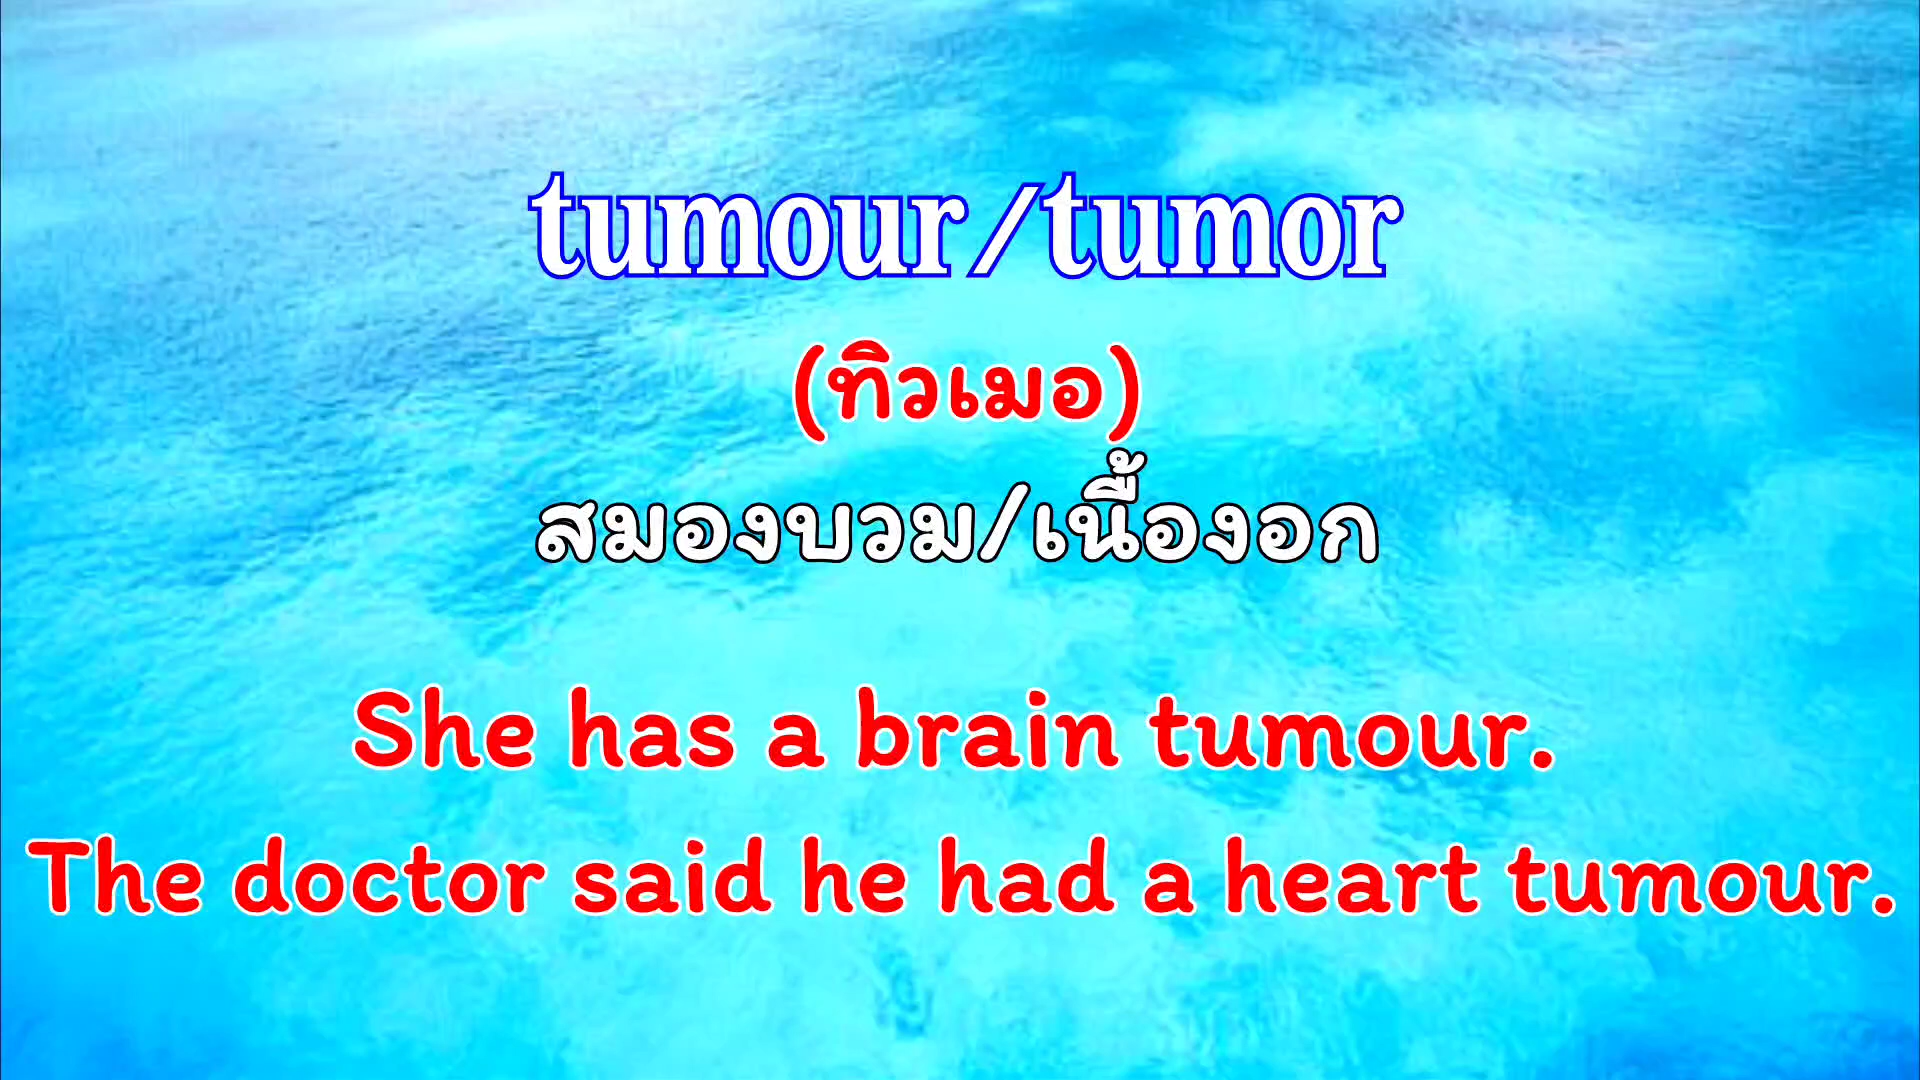 tumour/tumor
(ทิวเมอ)
สมองบวม/เนื้องอก
She has a brain tumour.
The doctor said he had a heart tumour.